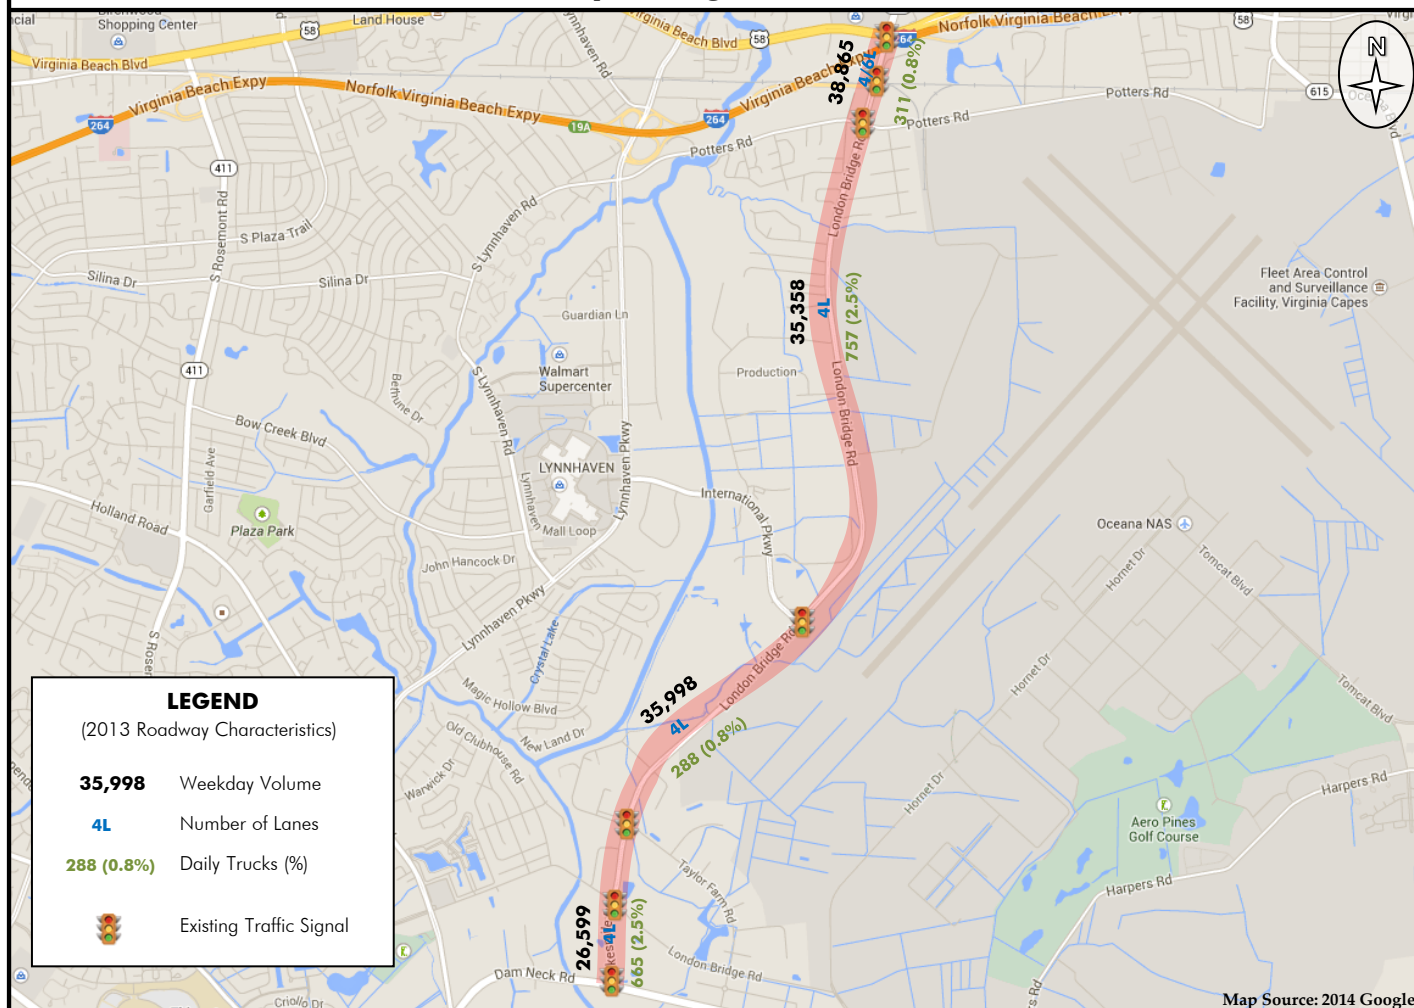 Shopping Center
Land House
58
Virginia Beach Blvd
58
58
Norfolk Virginia Beach
64
Virginia Beach Blvd
Virginia Beach Expy
Norfolk Virginia Beach Expy
Virginia Beach
264
264
19A
38,865
4/6L
311 (0.8%)
N
Potters Rd
615
Potters Rd
Potters Rd
411
S Rosemont Rd
S Plaza Trail
S Lynnhaven Rd
London Bridge Rd
Silina Dr
Silina Dr
Guardian Ln
35,358
4L
757 (2.5%)
Fleet Area Control
and Surveillance
Facility, Virginia Capes
411
Walmart
Supercenter
Production
Bethune Dr
S Lynnhaven Rd
London Bridge Rd
Bow Creek Blvd
Garfield Ave
Lynnhaven Pkwy
LYNNHAVEN
Lynnhaven
Mall Loop
International Pkwy
Holland Road
Plaza Park
Oceana NAS
Hornet Dr
Tomcat Blvd
John Hancock Dr
Lynnhaven Pkwy
Crystal Lake
London Bridge Rd
Hornet Dr
Tomcat Blvd
Magic Hollow Blvd
35,998
4L
288 (0.8%)
New Land Dr
Old Clubhouse Rd
Warwick Dr
Hornet Dr
Harpers Rd
Aero Pines
Golf Course
Harpers Rd
Taylor Farm Rd
26,599
4L
665 (2.5%)
London Bridge Rd
Dam Neck Rd
Criollo Dr
LEGEND
(2013 Roadway Characteristics)
35,998 Weekday Volume
4L Number of Lanes
288 (0.8%) Daily Trucks (%)
Existing Traffic Signal
Map Source: 2014 Google